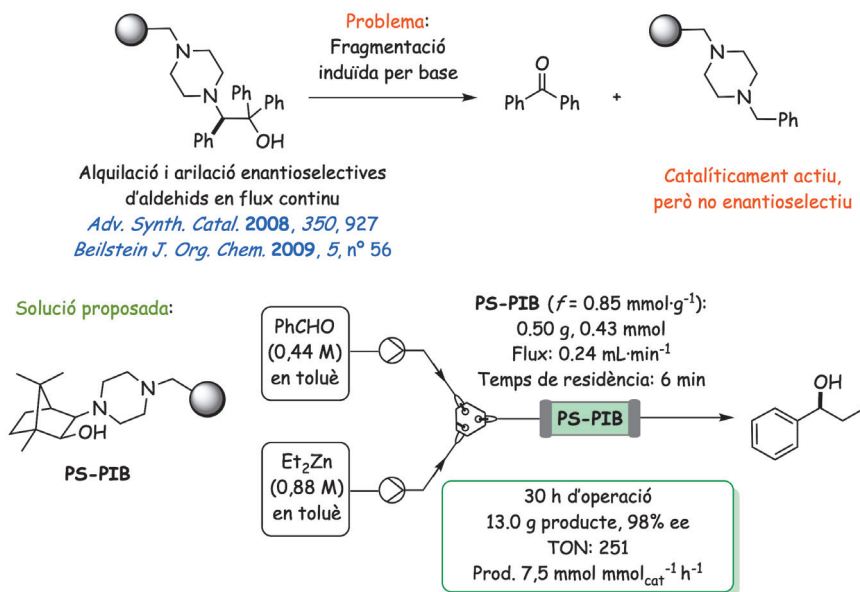 Problema:
Fragmentació
induïda per base
N
N
Ph
Ph
Ph
OH
O
Ph
Ph
+
N
N
Ph
Alquilació i arilació enantioselectives
d'aldehids en flux continu
Adv. Synth. Catal. 2008, 350, 927
Beilstein J. Org. Chem. 2009, 5, nº 56
Catalíticament actiu,
però no enantioselectiu
Solució proposada:
N
N
OH
PS-PIB
PhCHO
(0,44 M)
en toluè
Et₂Zn
(0,88 M)
en toluè
PS-PIB (f = 0.85 mmol·g⁻¹):
0.50 g, 0.43 mmol
Flux: 0.24 mL·min⁻¹
Temps de residència: 6 min
PS-PIB
OH
30 h d'operació
13.0 g producte, 98% ee
TON: 251
Prod. 7,5 mmol mmol_cat⁻¹ h⁻¹